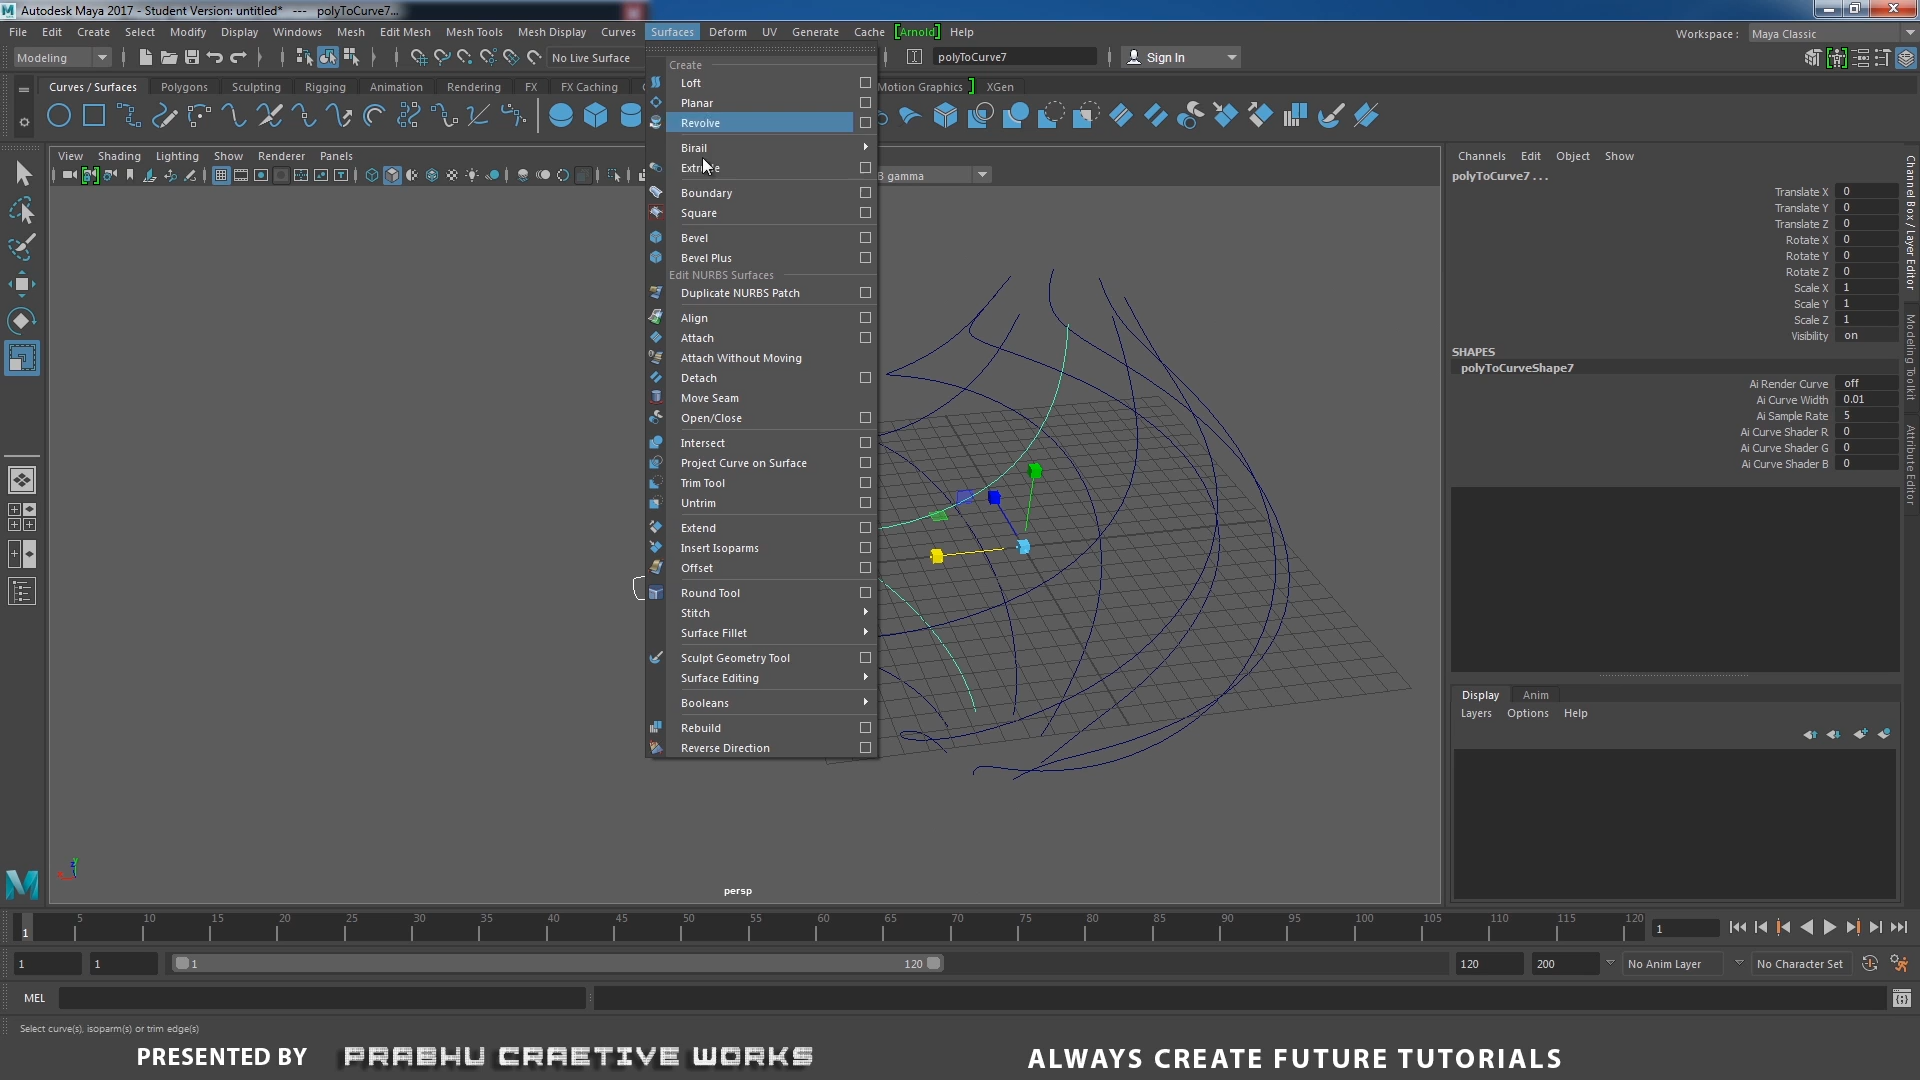 Autodesk Maya 2017 - Student Version: untitled* --- polyToCurve7...
File Edit Create Select Modify Display Windows Mesh Edit Mesh Mesh Tools Mesh Display Curves Surfaces Deform UV Generate Cache [Arnold] Help
Workspace : Maya Classic
Modeling No Live Surface polyToCurve7 Sign In
Curves / Surfaces Polygons Sculpting Rigging Animation Rendering FX FX Caching Motion Graphics XGen
View Shading Lighting Show Renderer Panels
gamma
Create
Loft
Planar
Revolve
Birail
Extrude
Boundary
Square
Bevel
Bevel Plus
Edit NURBS Surfaces
Duplicate NURBS Patch
Align
Attach
Attach Without Moving
Detach
Move Seam
Open/Close
Intersect
Project Curve on Surface
Trim Tool
Untrim
Extend
Insert Isoparms
Offset
Round Tool
Stitch
Surface Fillet
Sculpt Geometry Tool
Surface Editing
Booleans
Rebuild
Reverse Direction
persp
Channels Edit Object Show
polyToCurve7 ...
Translate X 0
Translate Y 0
Translate Z 0
Rotate X 0
Rotate Y 0
Rotate Z 0
Scale X 1
Scale Y 1
Scale Z 1
Visibility on
SHAPES
polyToCurveShape7
Ai Render Curve off
Ai Curve Width 0.01
Ai Sample Rate 5
Ai Curve Shader R 0
Ai Curve Shader G 0
Ai Curve Shader B 0
Display Anim
Layers Options Help
Channel Box / Layer Editor
Modeling Toolkit
Attribute Editor
5 10 15 20 25 30 35 40 45 50 55 60 65 70 75 80 85 90 95 100 105 110 115 120
1 1
1 1 1 120 120 200 No Anim Layer No Character Set
MEL
Select curve(s), isoparm(s) or trim edge(s)
PRESENTED BY PRABHU CRAETIVE WORKS ALWAYS CREATE FUTURE TUTORIALS